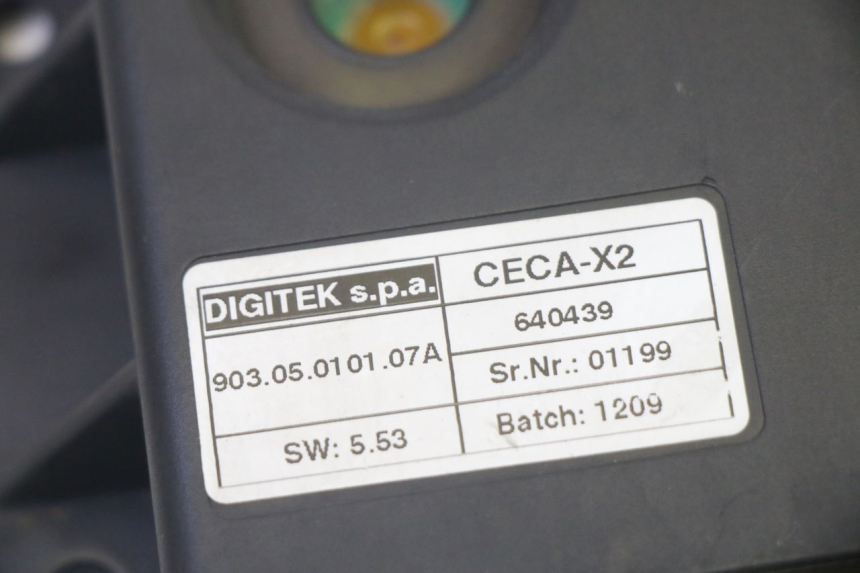 DIGITEK s.p.a.
CECA-X2
903.05.0101.07A
640439
Sr.Nr.: 01199
SW: 5.53
Batch: 1209